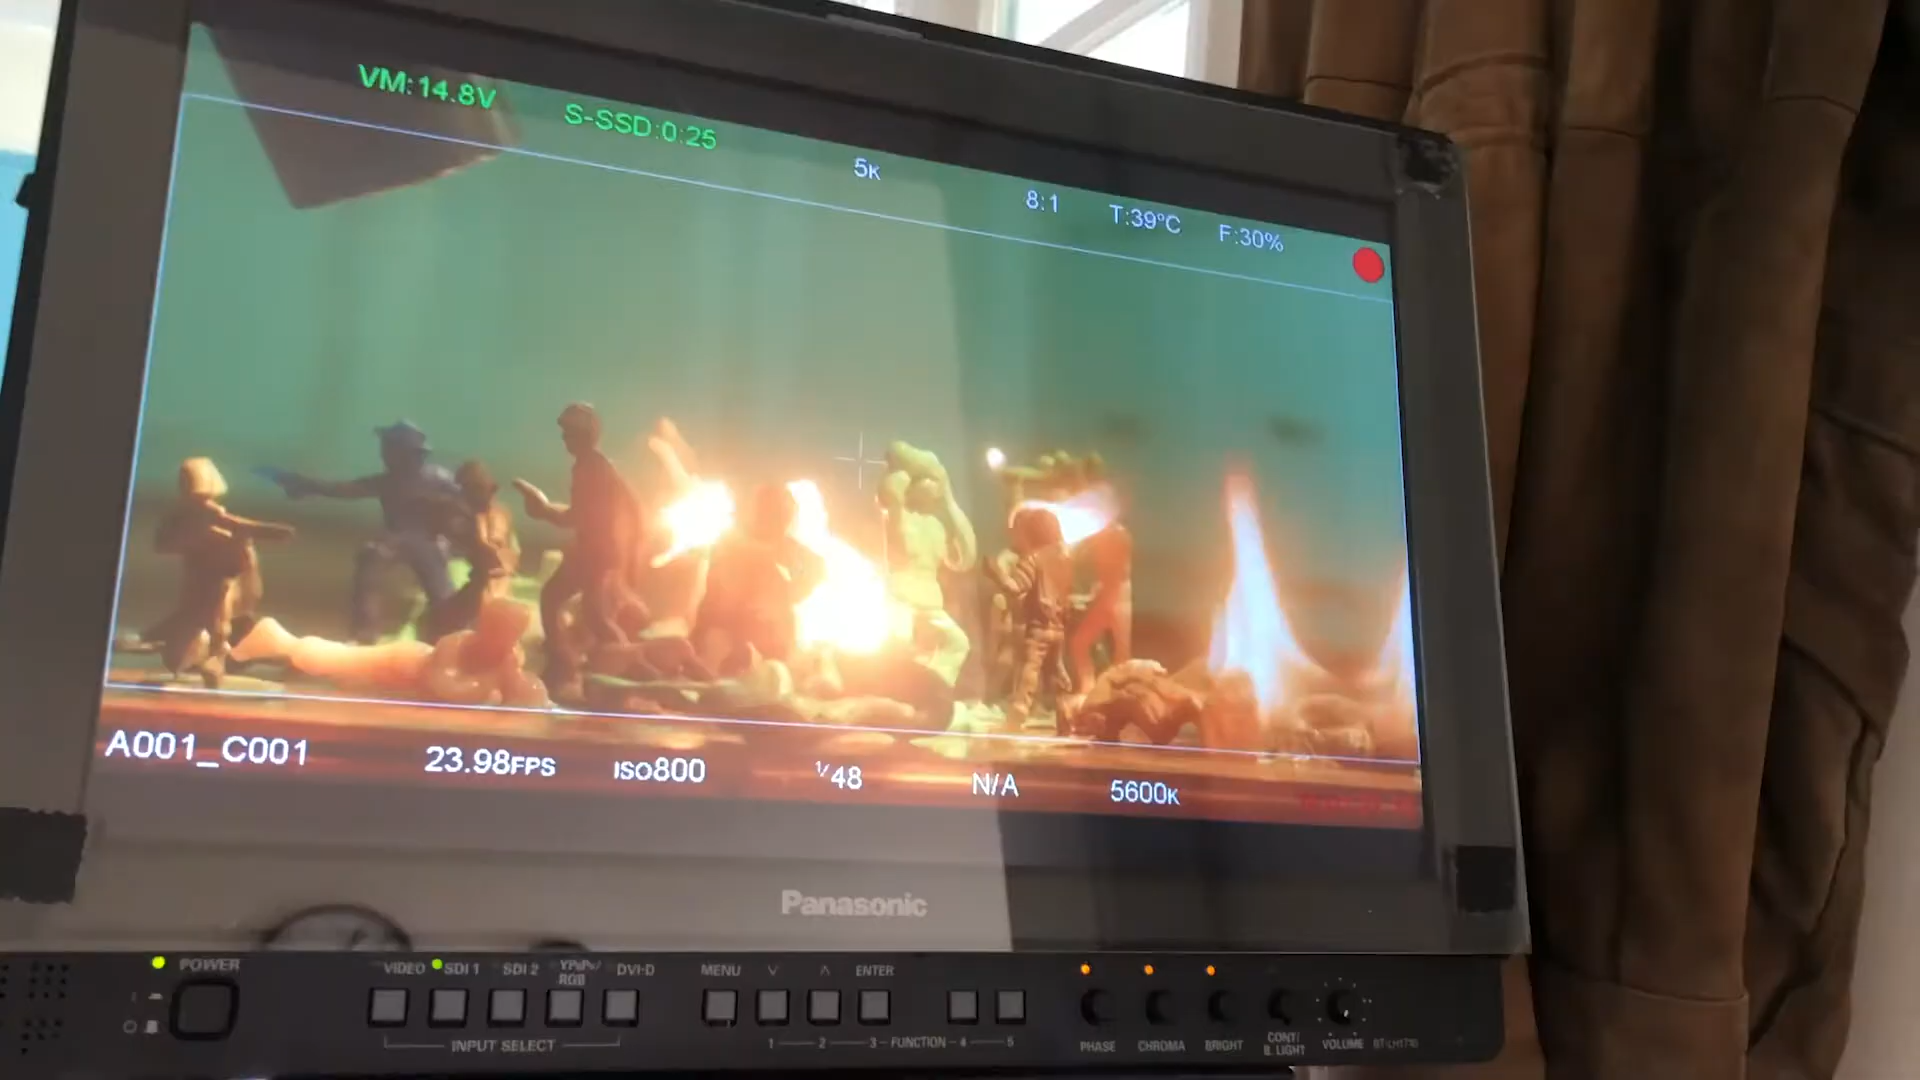 VM:14.8V
S-SSD:0:25
5K
8:1
T:39°C
F:30%
A001_C001
23.98FPS
ISO800
1/48
N/A
5600K
Panasonic
POWER
VIDEO SDI 1 SDI 2 YPbPr/RGB DVI-D
INPUT SELECT
MENU ∨ ∧ ENTER
1 2 3 FUNCTION 4 5
PHASE CHROMA BRIGHT CONT/B.LIGHT VOLUME BT-LH1710